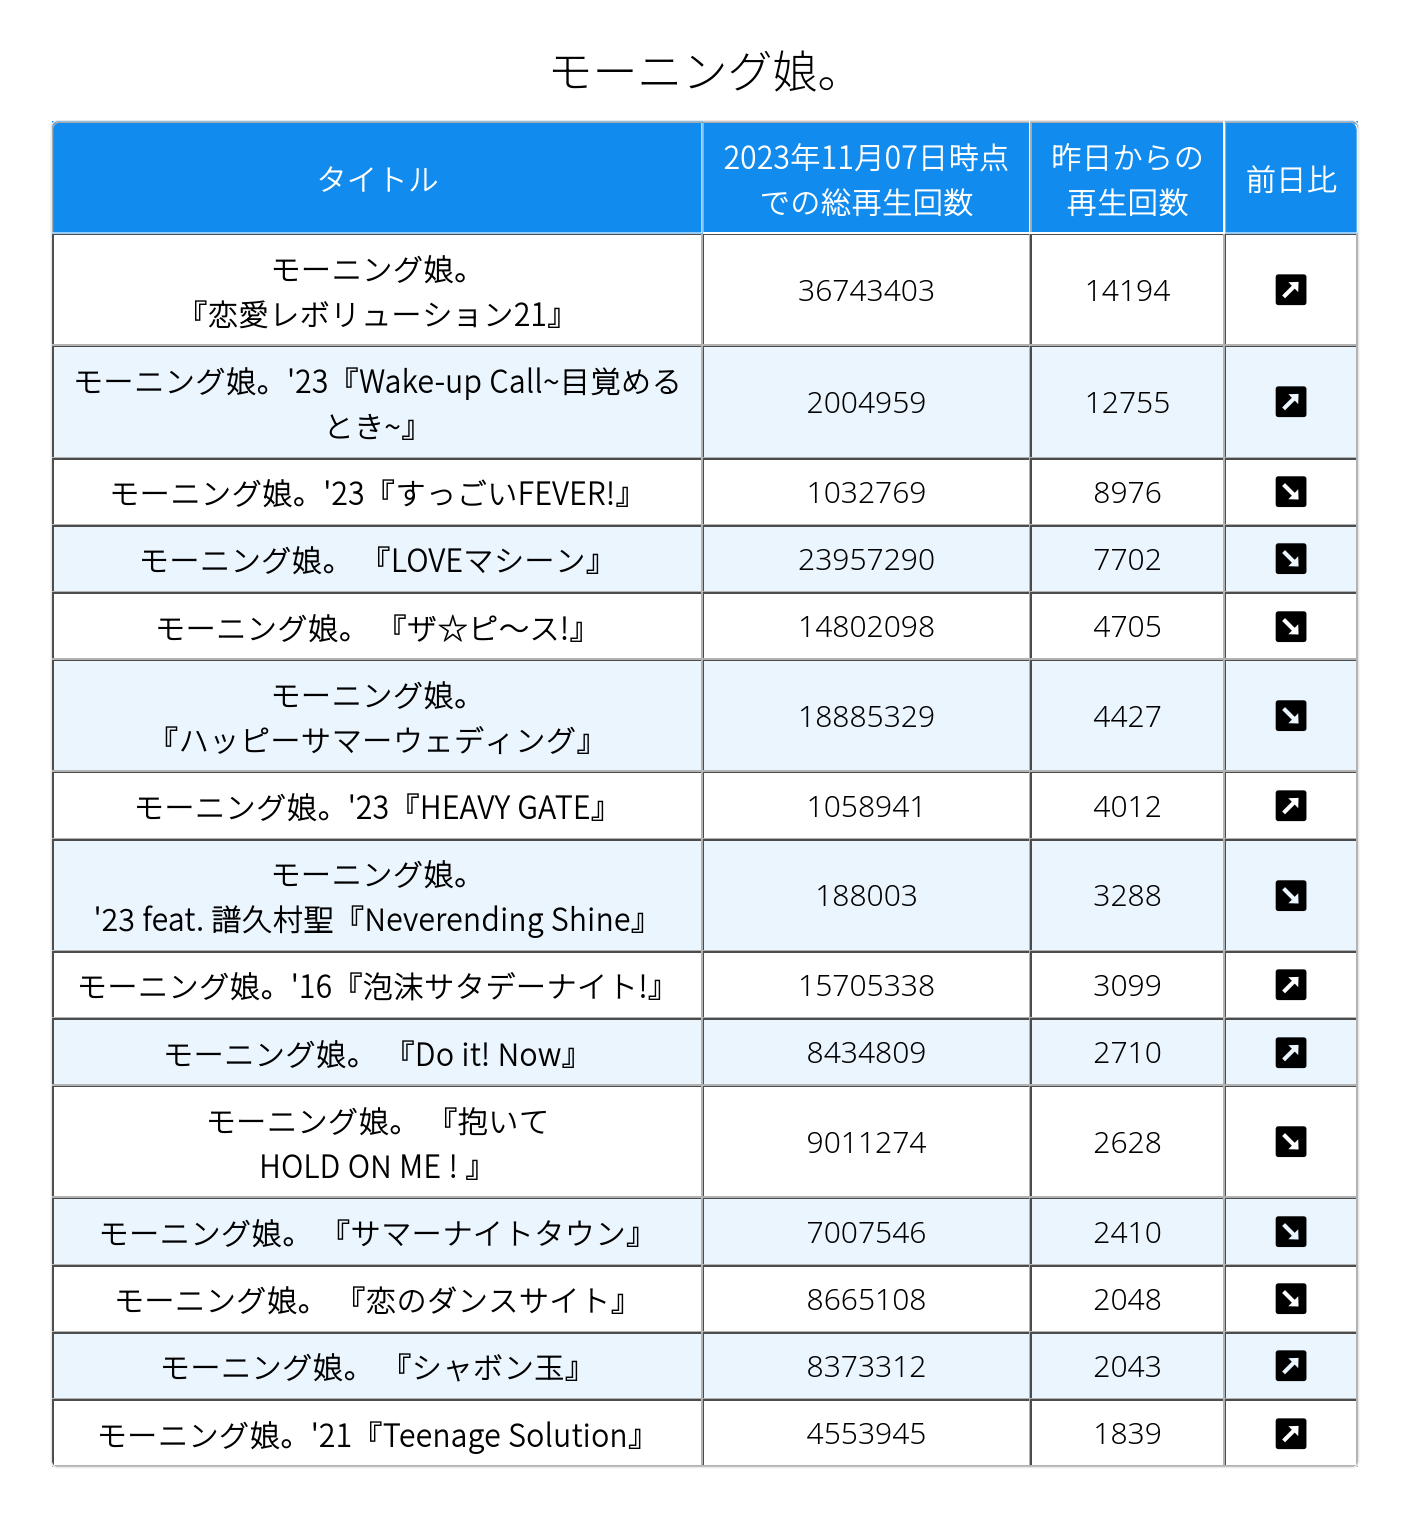 モーニング娘。
タイトル
2023年11月07日時点
での総再生回数
昨日からの
再生回数
前日比
モーニング娘。
『恋愛レボリューション21』
36743403
14194
モーニング娘。'23『Wake-up Call~目覚める
とき~』
2004959
12755
モーニング娘。'23『すっごいFEVER!』
1032769
8976
モーニング娘。 『LOVEマシーン』
23957290
7702
モーニング娘。 『ザ☆ピ〜ス!』
14802098
4705
モーニング娘。
『ハッピーサマーウェディング』
18885329
4427
モーニング娘。'23『HEAVY GATE』
1058941
4012
モーニング娘。
'23 feat. 譜久村聖『Neverending Shine』
188003
3288
モーニング娘。'16『泡沫サタデーナイト!』
15705338
3099
モーニング娘。 『Do it! Now』
8434809
2710
モーニング娘。 『抱いて
HOLD ON ME ! 』
9011274
2628
モーニング娘。 『サマーナイトタウン』
7007546
2410
モーニング娘。 『恋のダンスサイト』
8665108
2048
モーニング娘。 『シャボン玉』
8373312
2043
モーニング娘。'21『Teenage Solution』
4553945
1839